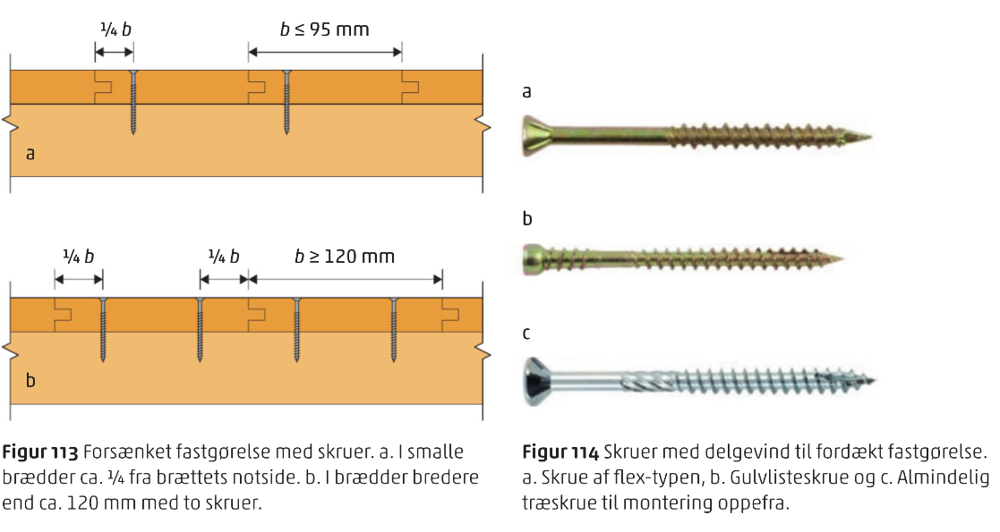 ¼ b
b ≤ 95 mm
a
¼ b
¼ b
b ≥ 120 mm
b
Figur 113 Forsænket fastgørelse med skruer. a. I smalle
brædder ca. ¼ fra brættets notside. b. I brædder bredere
end ca. 120 mm med to skruer.
a
b
c
Figur 114 Skruer med delgevind til fordækt fastgørelse.
a. Skrue af flex-typen, b. Gulvlisteskrue og c. Almindelig
træskrue til montering oppefra.